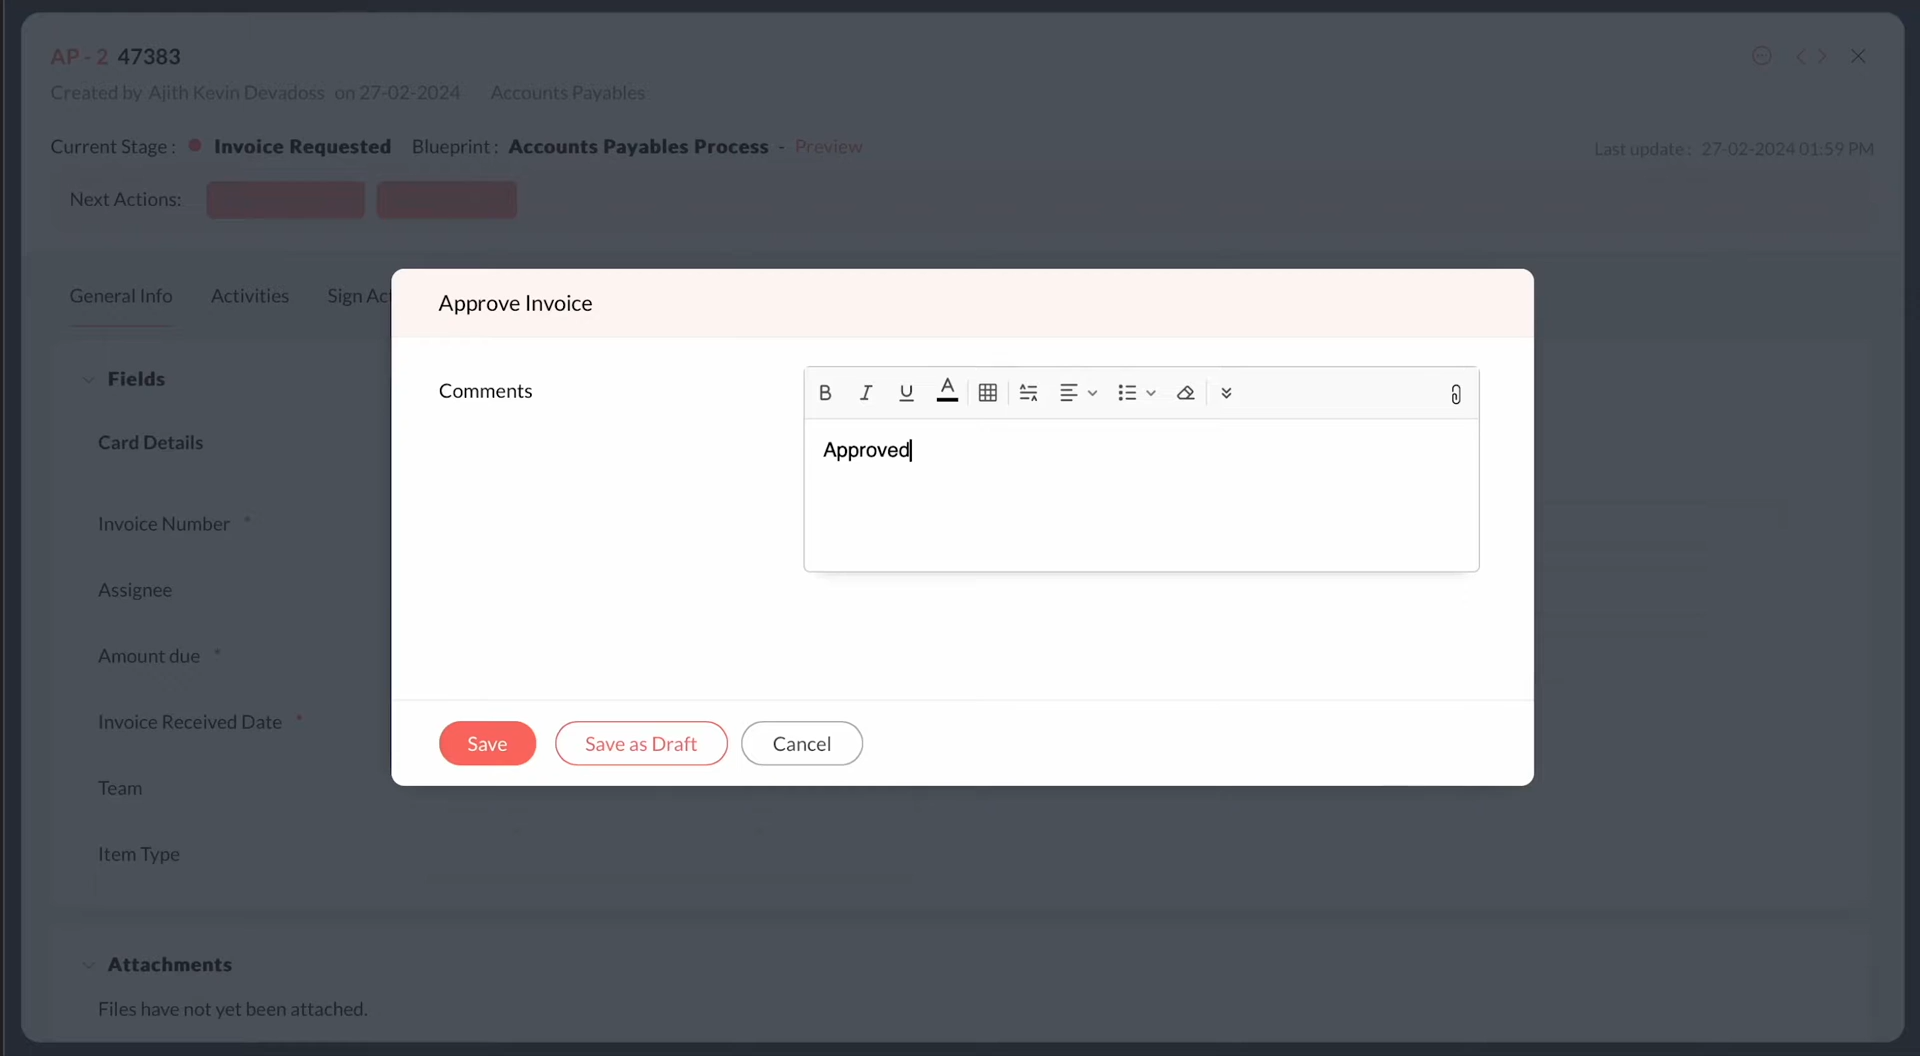 AP - 2 47383
Created by Ajith Kevin Devadoss on 27-02-2024 Accounts Payables
Current Stage : Invoice Requested Blueprint : Accounts Payables Process - Preview
Last update : 27-02-2024 01:59 PM
Next Actions:
General Info Activities Sign Act
Approve Invoice
Comments
B I U A
Approved
Save Save as Draft Cancel
Fields
Card Details
Invoice Number *
Assignee
Amount due *
Invoice Received Date *
Team
Item Type
Attachments
Files have not yet been attached.